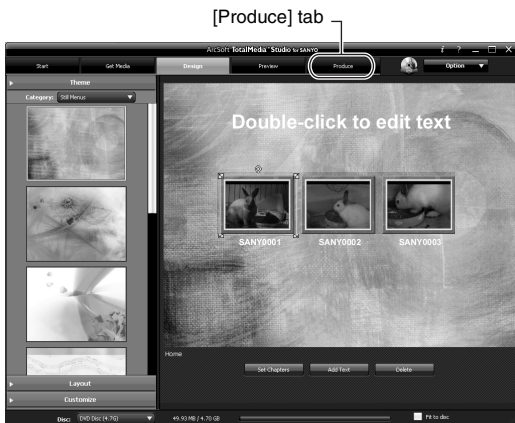 [Produce] tab
ArcSoft TotalMedia Studio for SANYO
i ?
Start Get Media Design Preview Produce Option
Theme
Category: Still Menus
Double-click to edit text
SANY0001 SANY0002 SANY0003
Home
Set Chapters Add Text Delete
Layout
Customize
Disc: DVD Disc (4.7G) 49.93 MB / 4.70 GB Fit to disc